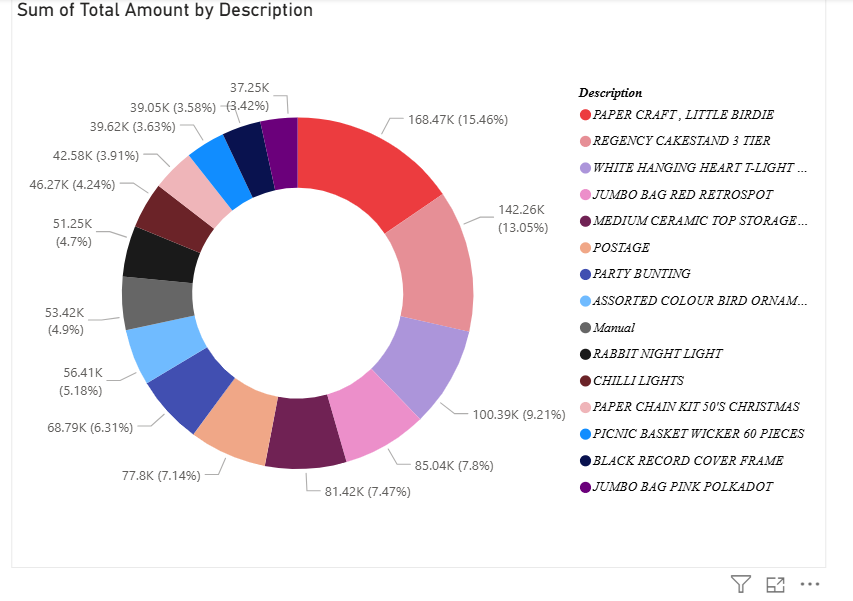 Sum of Total Amount by Description
37.25K
(3.42%)
39.05K (3.58%)
39.62K (3.63%)
42.58K (3.91%)
46.27K (4.24%)
51.25K
(4.7%)
53.42K
(4.9%)
56.41K
(5.18%)
68.79K (6.31%)
77.8K (7.14%)
81.42K (7.47%)
85.04K (7.8%)
100.39K (9.21%)
142.26K
(13.05%)
168.47K (15.46%)
Description
PAPER CRAFT , LITTLE BIRDIE
REGENCY CAKESTAND 3 TIER
WHITE HANGING HEART T-LIGHT ...
JUMBO BAG RED RETROSPOT
MEDIUM CERAMIC TOP STORAGE...
POSTAGE
PARTY BUNTING
ASSORTED COLOUR BIRD ORNAM...
Manual
RABBIT NIGHT LIGHT
CHILLI LIGHTS
PAPER CHAIN KIT 50'S CHRISTMAS
PICNIC BASKET WICKER 60 PIECES
BLACK RECORD COVER FRAME
JUMBO BAG PINK POLKADOT